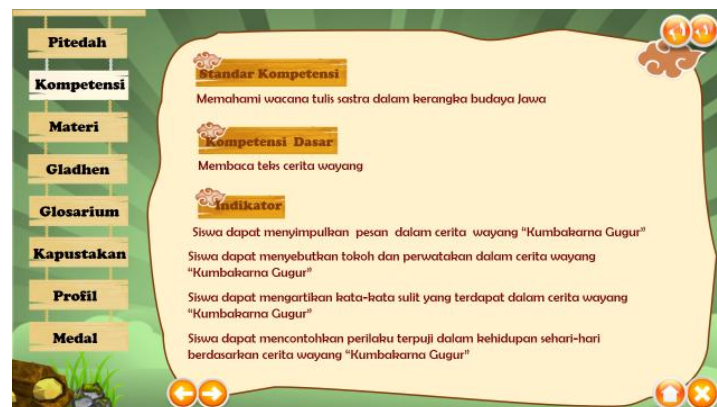 Pitedah
Kompetensi
Materi
Gladhen
Glosarium
Kapustakan
Profil
Medal
Standar Kompetensi
Memahami wacana tulis sastra dalam kerangka budaya Jawa
Kompetensi Dasar
Membaca teks cerita wayang
Indikator
Siswa dapat menyimpulkan pesan dalam cerita wayang "Kumbakarna Gugur"
Siswa dapat menyebutkan tokoh dan perwatakan dalam cerita wayang
"Kumbakarna Gugur"
Siswa dapat mengartikan kata-kata sulit yang terdapat dalam cerita wayang
"Kumbakarna Gugur"
Siswa dapat mencontohkan perilaku terpuji dalam kehidupan sehari-hari
berdasarkan cerita wayang "Kumbakarna Gugur"